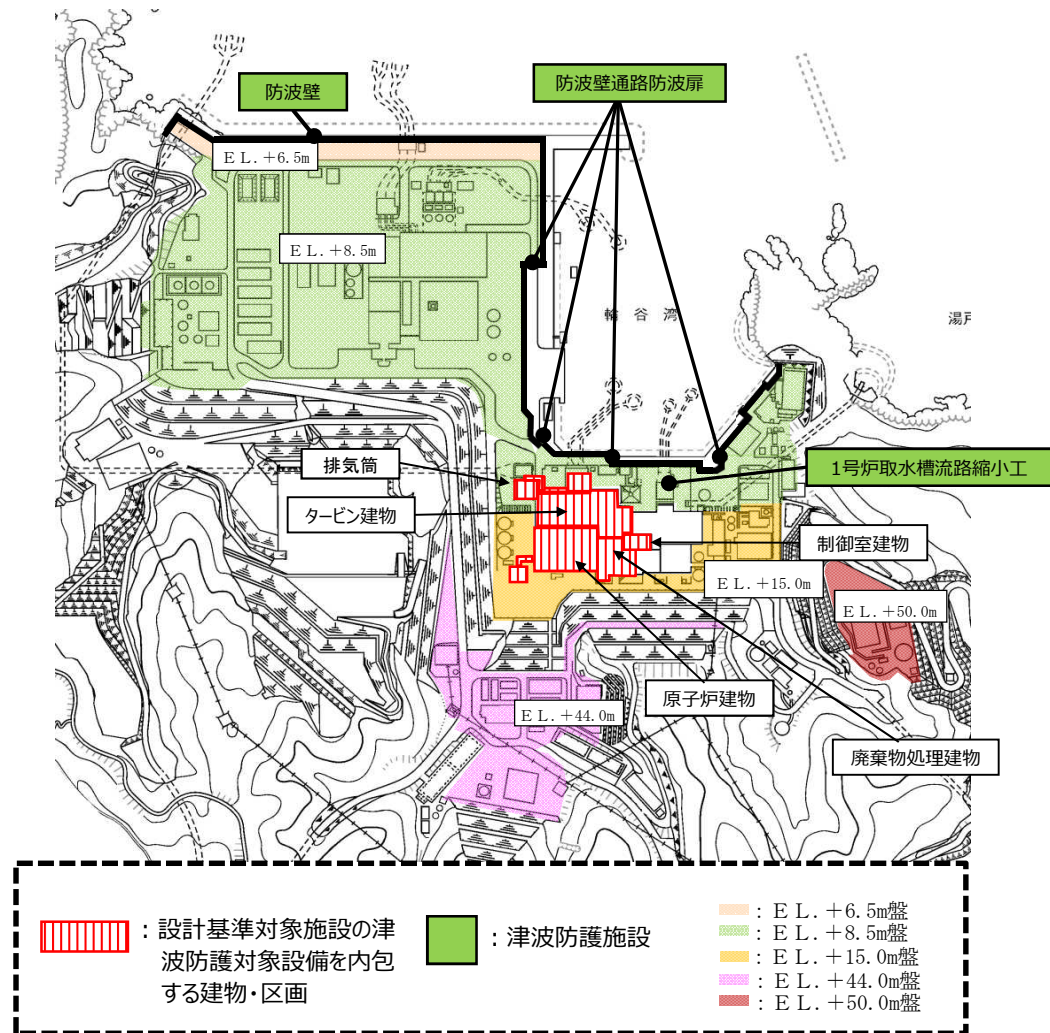 防波壁
防波壁通路防波扉
ＥＬ．+6.5m
ＥＬ．+8.5m
輪谷湾
湯戸
排気筒
1号炉取水槽流路縮小工
タービン建物
制御室建物
ＥＬ．+15.0m
ＥＬ．+50.0m
原子炉建物
ＥＬ．+44.0m
廃棄物処理建物
：設計基準対象施設の津
波防護対象設備を内包
する建物・区画
：津波防護施設
：ＥＬ．+6.5m盤
：ＥＬ．+8.5m盤
：ＥＬ．+15.0m盤
：ＥＬ．+44.0m盤
：ＥＬ．+50.0m盤